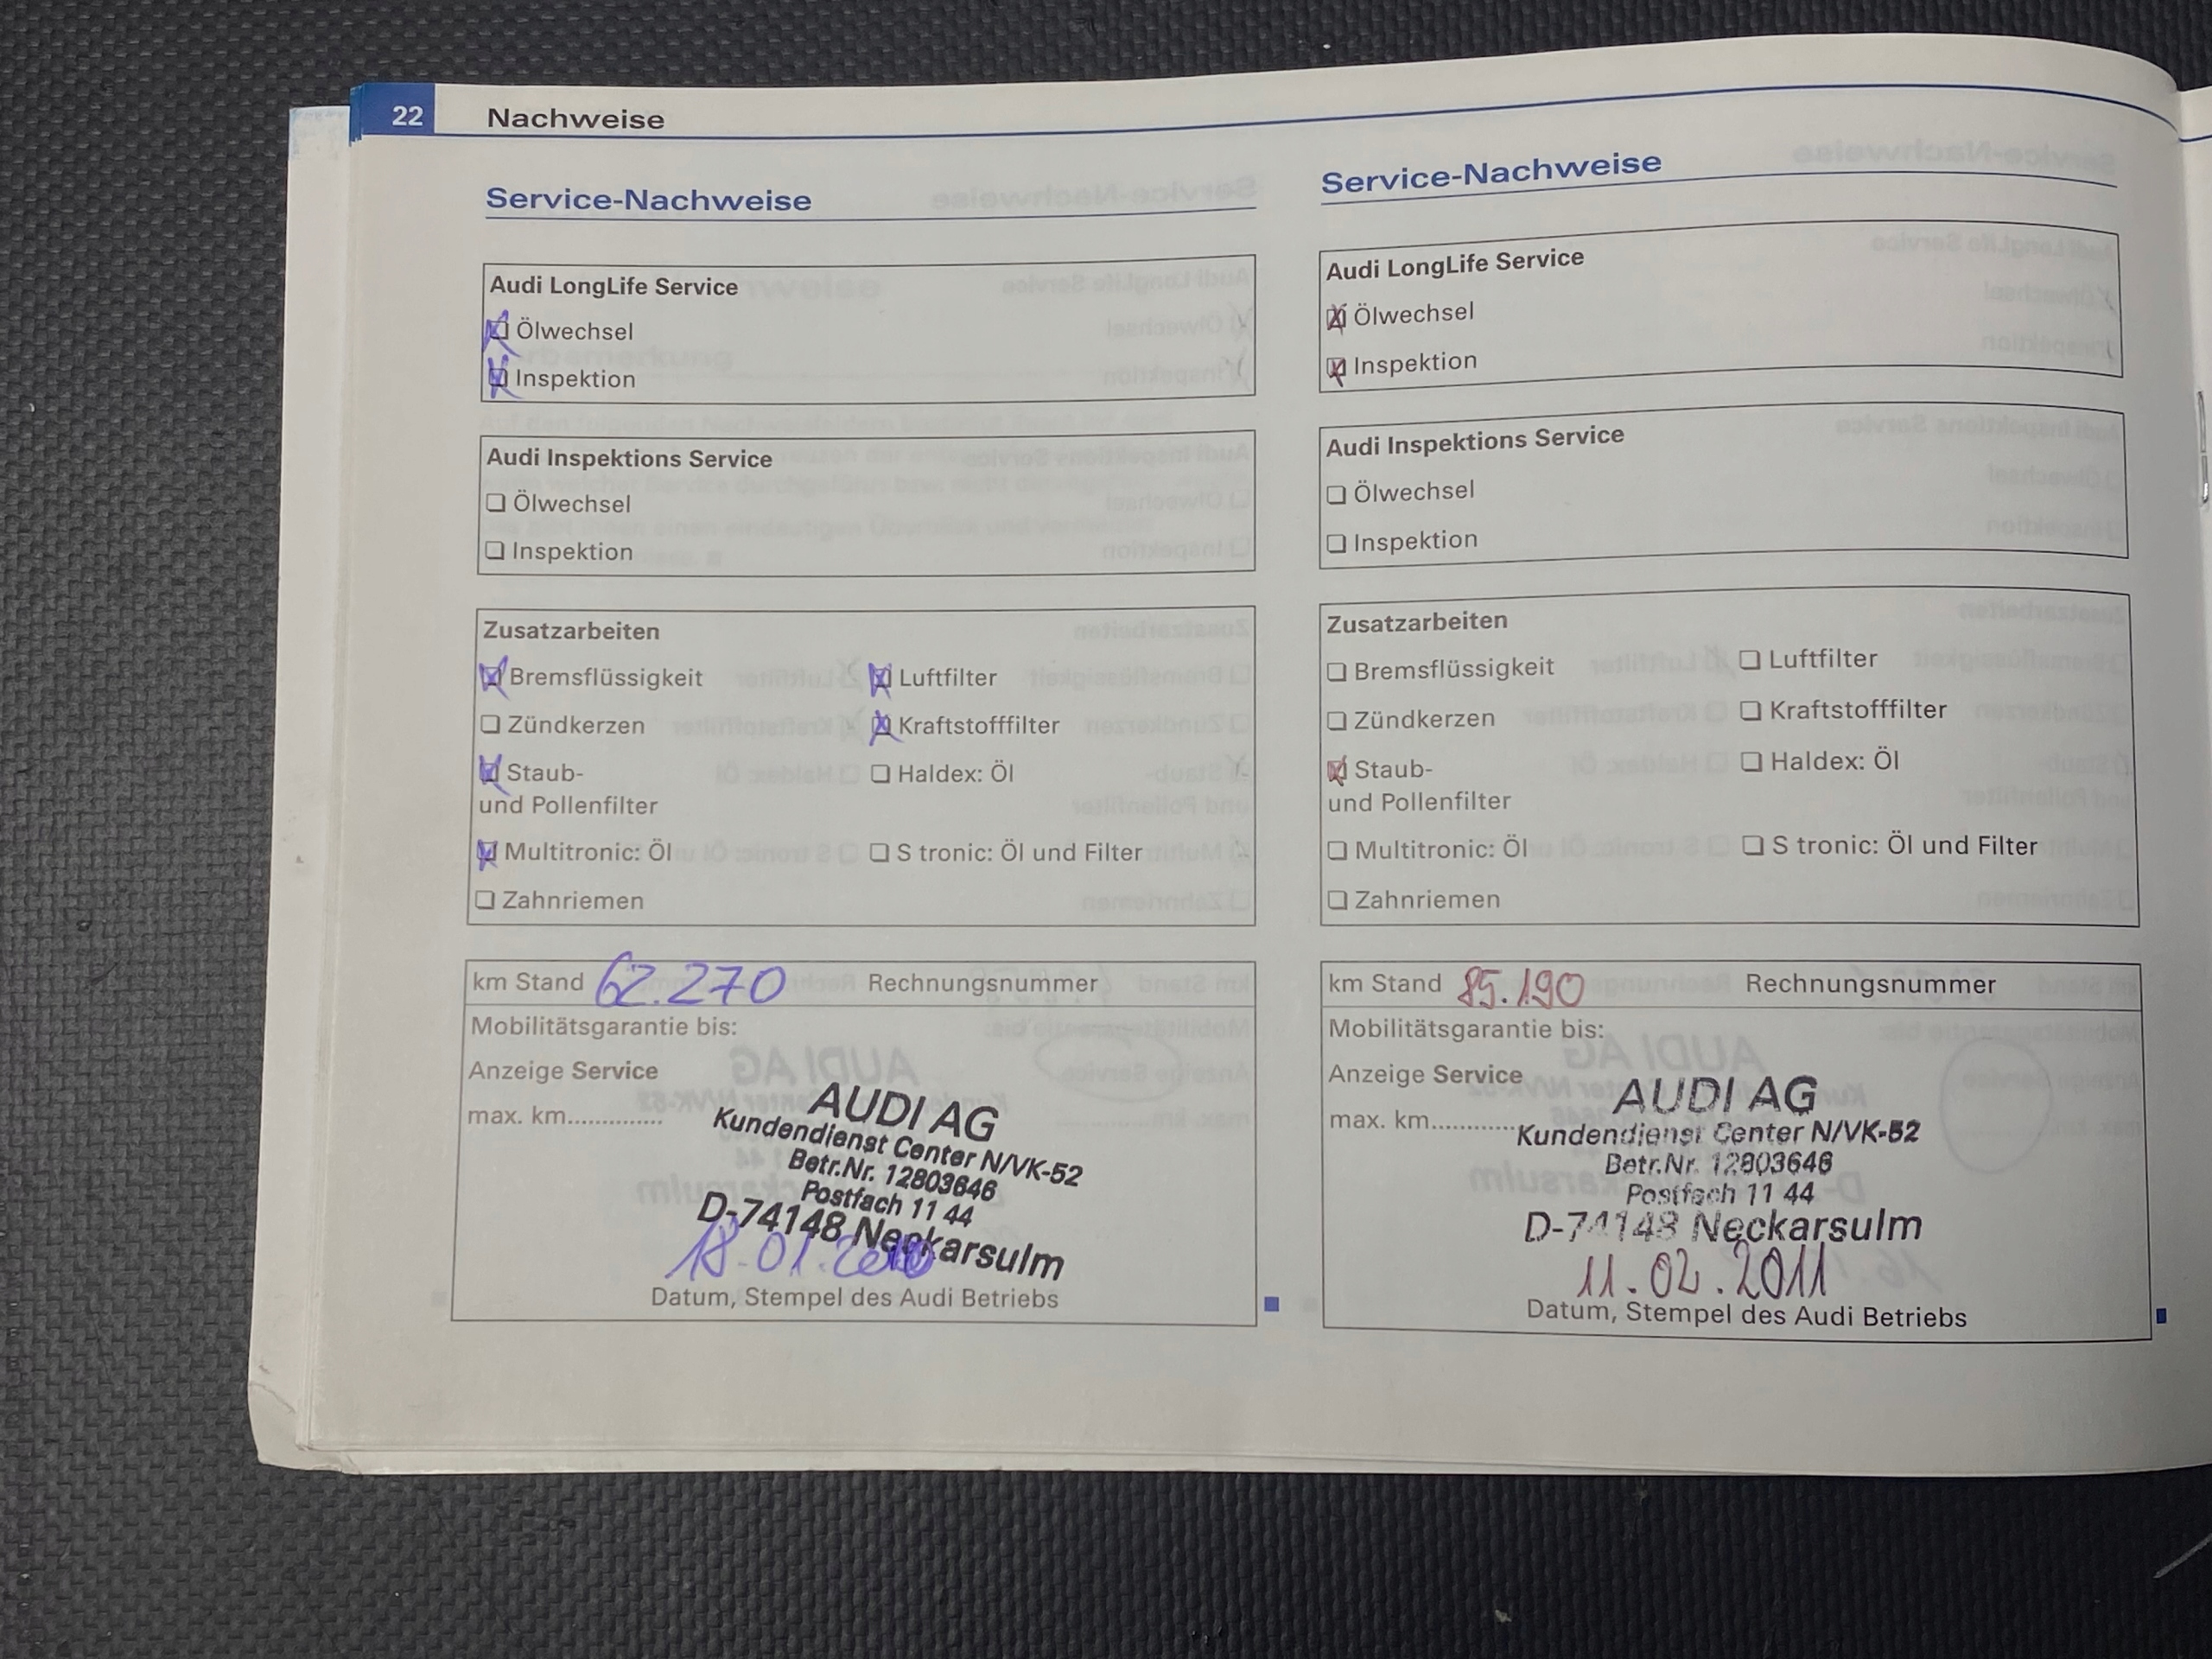 22 Nachweise
Service-Nachweise
Audi LongLife Service
Ölwechsel
Inspektion
Audi Inspektions Service
Ölwechsel
Inspektion
Zusatzarbeiten
Bremsflüssigkeit Luftfilter
Zündkerzen Kraftstofffilter
Staub- Haldex: Öl
und Pollenfilter
Multitronic: Öl S tronic: Öl und Filter
Zahnriemen
km Stand 62.270 Rechnungsnummer
Mobilitätsgarantie bis:
Anzeige Service
max. km..............
AUDI AG
Kundendienst Center N/VK-52
Betr.Nr. 12803646
Postfach 11 44
D-74148 Neckarsulm
18.01.2010
Datum, Stempel des Audi Betriebs
Service-Nachweise
Audi LongLife Service
Ölwechsel
Inspektion
Audi Inspektions Service
Ölwechsel
Inspektion
Zusatzarbeiten
Bremsflüssigkeit Luftfilter
Zündkerzen Kraftstofffilter
Staub- Haldex: Öl
und Pollenfilter
Multitronic: Öl S tronic: Öl und Filter
Zahnriemen
km Stand 85.190 Rechnungsnummer
Mobilitätsgarantie bis:
Anzeige Service
max. km............
AUDI AG
Kundendienst Center N/VK-52
Betr.Nr. 12803646
Postfach 11 44
D-74148 Neckarsulm
11.02.2011
Datum, Stempel des Audi Betriebs